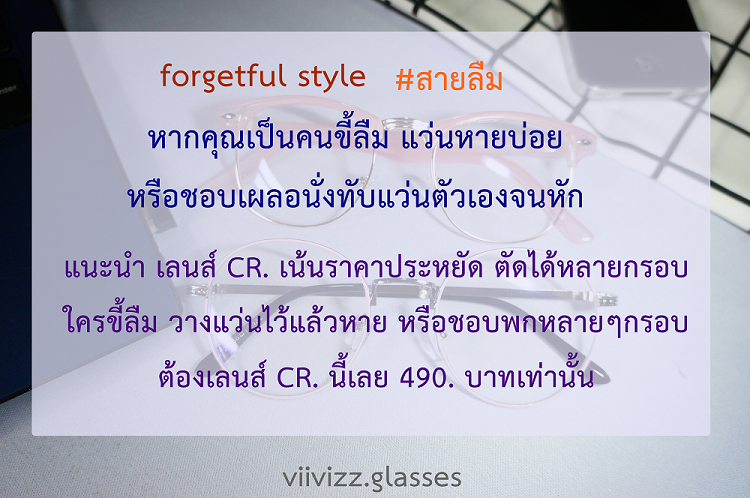 forgetful style #สายลืม
หากคุณเป็นคนขี้ลืม แว่นหายบ่อย
หรือชอบเผลอนั่งทับแว่นตัวเองจนหัก
แนะนำ เลนส์ CR. เน้นราคาประหยัด ตัดได้หลายกรอบ
ใครขี้ลืม วางแว่นไว้แล้วหาย หรือชอบพกหลายๆกรอบ
ต้องเลนส์ CR. นี้เลย 490. บาทเท่านั้น
viivizz.glasses